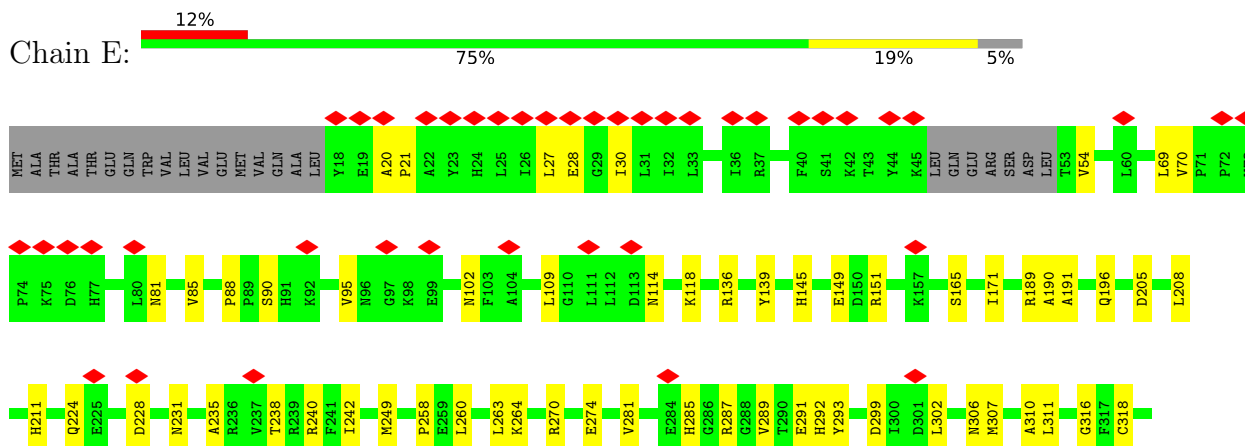 12%
Chain E:
75% 19% 5%
MET ALA THR ALA THR GLU GLN TRP VAL LEU VAL GLU MET VAL GLN ALA LEU Y18 E19 A20 P21 A22 Y23 H24 L25 I26 L27 E28 G29 I30 L31 I32 L33 I36 R37 F40 S41 K42 T43 Y44 K45 LEU GLN GLU ARG SER ASP LEU T53 V54 L60 L69 V70 P71 P72
P74 K75 D76 H77 L80 N81 V85 P88 P89 S90 H91 K92 V95 N96 G97 K98 E99 N102 F103 A104 L109 G110 L111 L112 D113 N114 K118 R136 Y139 H145 E149 D150 R151 K157 S165 I171 R189 A190 A191 Q196 D205 L208
H211 Q224 E225 D228 N231 A235 R236 V237 T238 R239 R240 F241 I242 M249 P258 E259 L260 L263 K264 R270 E274 V281 E284 H285 G286 R287 G288 V289 T290 E291 H292 Y293 D299 I300 D301 L302 N306 M307 A310 L311 G316 F317 C318